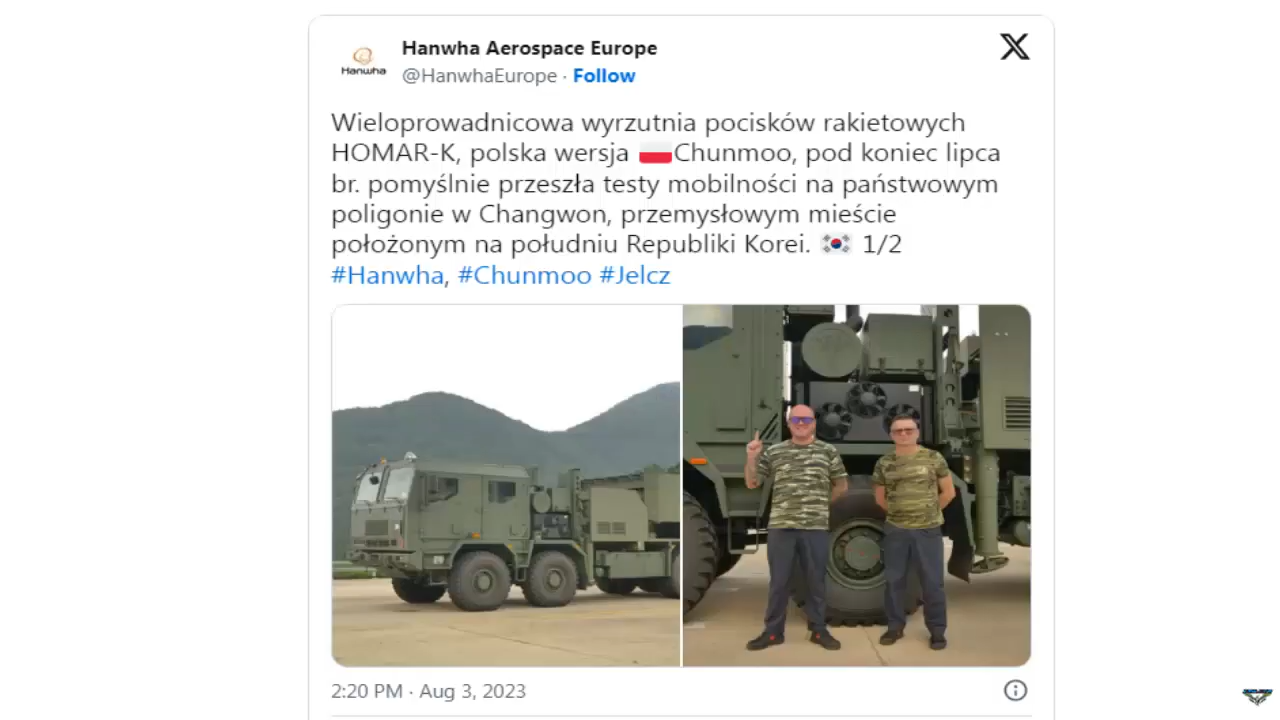 Hanwha Aerospace Europe
Hanwha
@HanwhaEurope · Follow
Wieloprowadnicowa wyrzutnia pocisków rakietowych
HOMAR-K, polska wersja 🇵🇱Chunmoo, pod koniec lipca
br. pomyślnie przeszła testy mobilności na państwowym
poligonie w Changwon, przemysłowym mieście
położonym na południu Republiki Korei. 🇰🇷 1/2
#Hanwha, #Chunmoo #Jelcz
2:20 PM · Aug 3, 2023